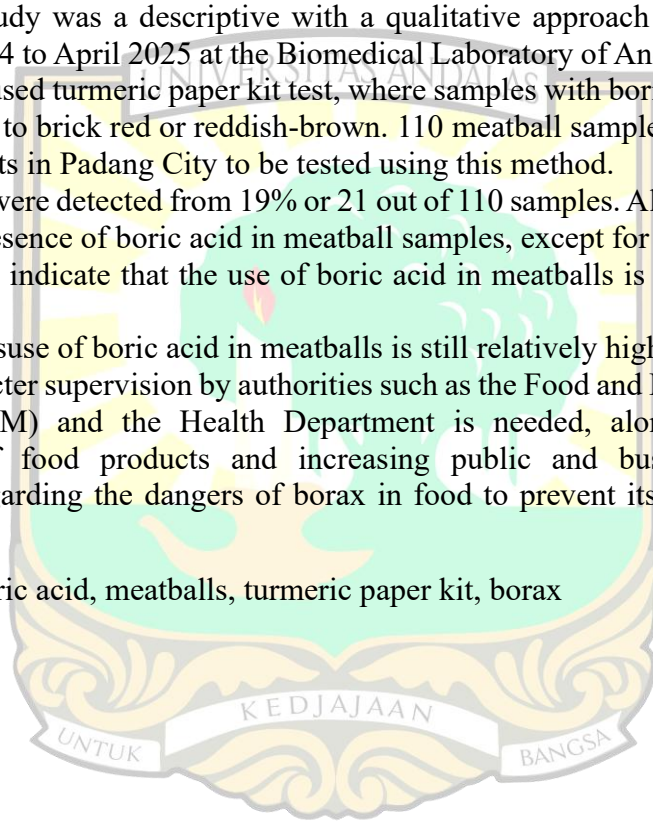 udy was a descriptive with a qualitative approach
4 to April 2025 at the Biomedical Laboratory of An
used turmeric paper kit test, where samples with bori
to brick red or reddish-brown. 110 meatball sample
ts in Padang City to be tested using this method.
were detected from 19% or 21 out of 110 samples. Al
esence of boric acid in meatball samples, except for
indicate that the use of boric acid in meatballs is
suse of boric acid in meatballs is still relatively high
cter supervision by authorities such as the Food and
M) and the Health Department is needed, alon
f food products and increasing public and bus
garding the dangers of borax in food to prevent its
ric acid, meatballs, turmeric paper kit, borax
UNIVERSITAS ANDALAS
KEDJAJAAN
UNTUK
BANGSA